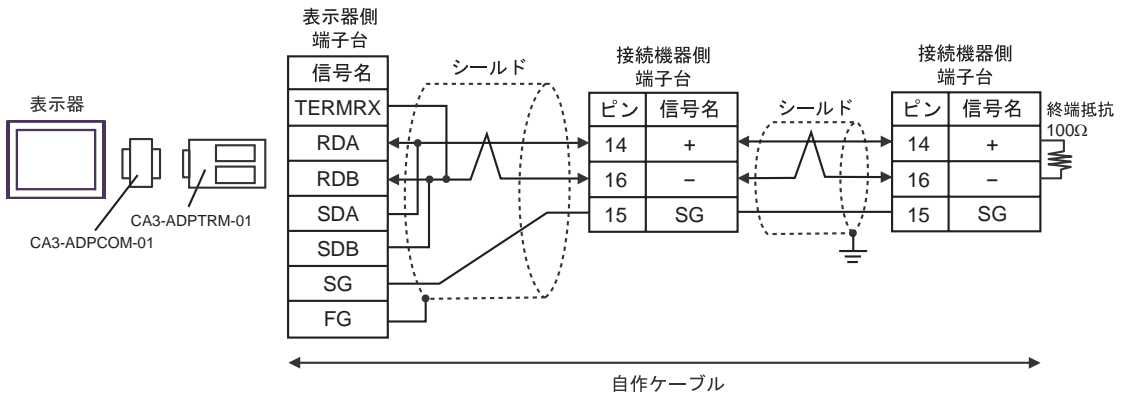 表示器
CA3-ADPCOM-01
CA3-ADPTRM-01
表示器側
端子台
信号名
TERMRX
RDA
RDB
SDA
SDB
SG
FG
シールド
接続機器側
端子台
ピン 信号名
14 +
16 −
15 SG
シールド
接続機器側
端子台
ピン 信号名
14 +
16 −
15 SG
終端抵抗
100Ω
自作ケーブル